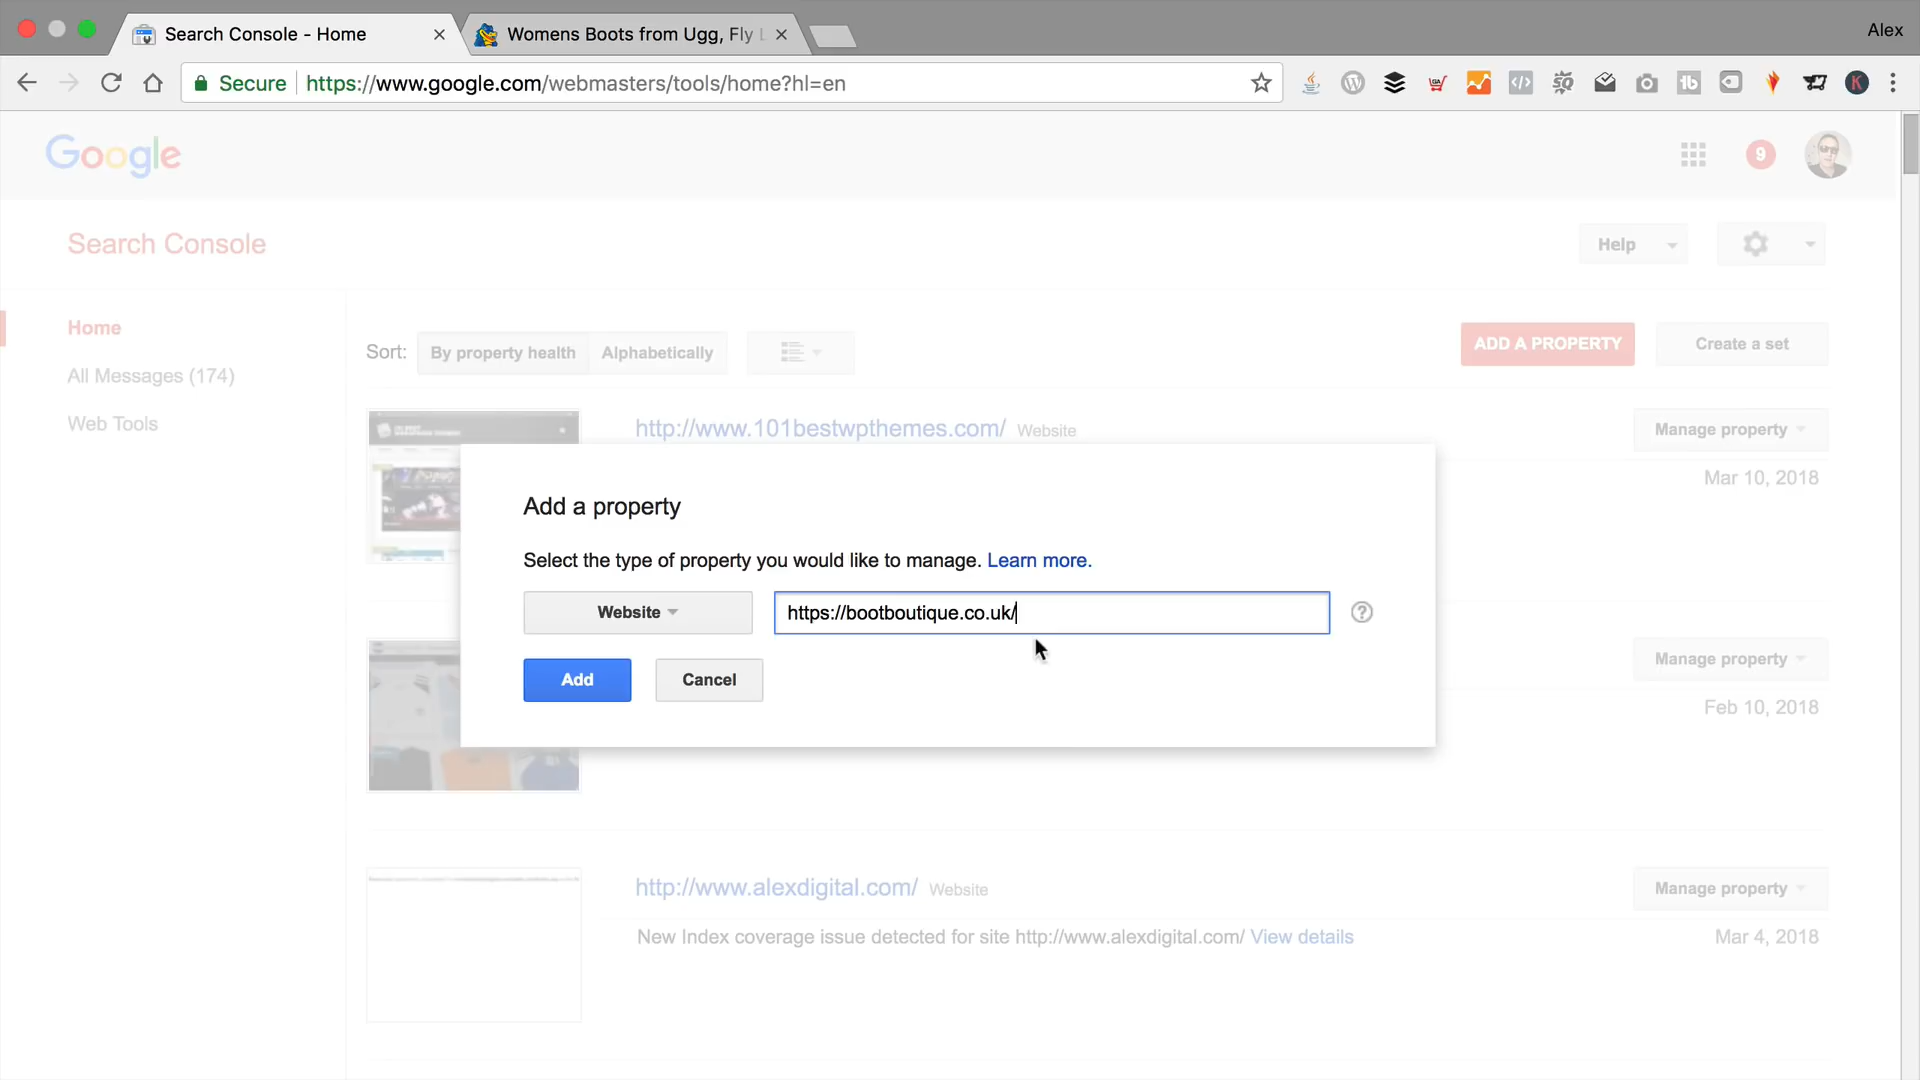 Search Console - Home
Womens Boots from Ugg, Fly L
Alex
Secure https://www.google.com/webmasters/tools/home?hl=en
Google
9
Search Console
Help
Home
All Messages (174)
Web Tools
Sort: By property health Alphabetically
ADD A PROPERTY
Create a set
http://www.101bestwpthemes.com/ Website
Manage property
Mar 10, 2018
Add a property
Select the type of property you would like to manage. Learn more.
Website
https://bootboutique.co.uk/
?
Add
Cancel
Manage property
Feb 10, 2018
http://www.alexdigital.com/ Website
Manage property
New Index coverage issue detected for site http://www.alexdigital.com/ View details
Mar 4, 2018